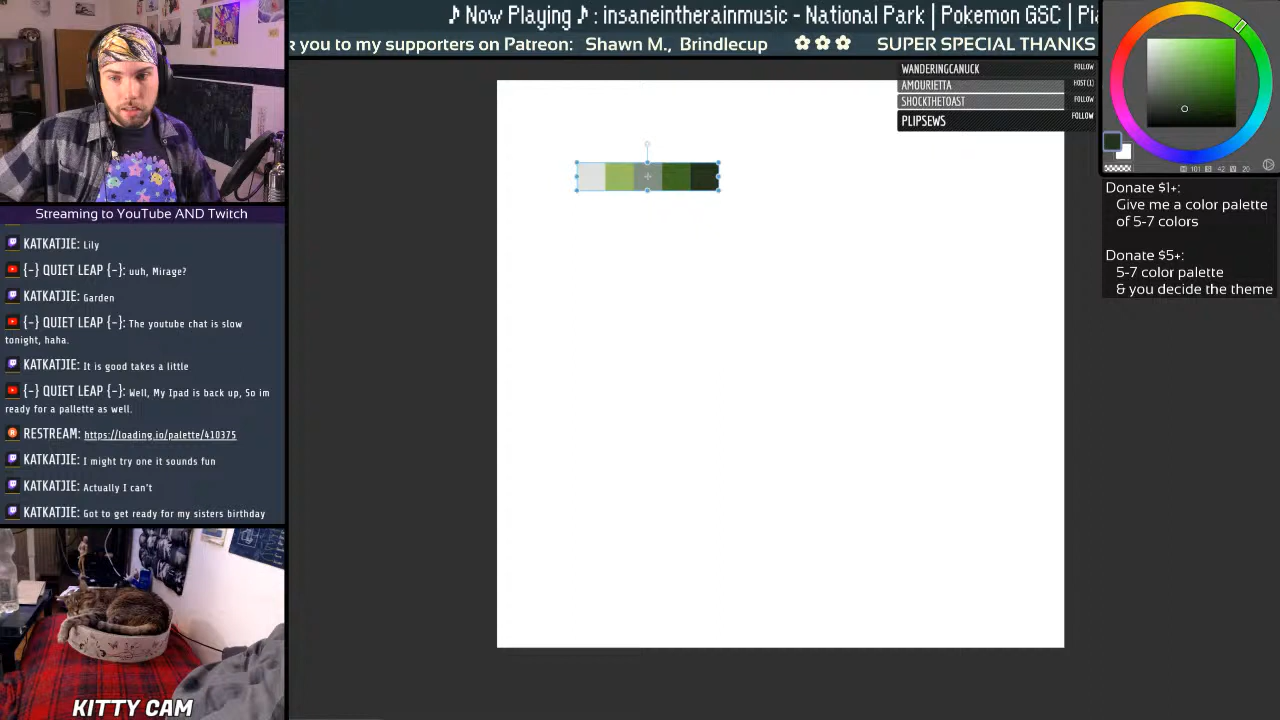 ♪ Now Playing ♪ : insaneintherainmusic - National Park | Pokemon GSC | Pi
you to my supporters on Patreon: Shawn M., Brindlecup ✿ ✿ ✿ SUPER SPECIAL THANKS
WANDERINGCANUCK FOLLOW
AMOURIETTA HOST(1)
SHOCKTHETOAST FOLLOW
PLIPSEWS FOLLOW
H 101 S 42 V 20
Donate $1+:
Give me a color palette
of 5-7 colors
Donate $5+:
5-7 color palette
& you decide the theme
Streaming to YouTube AND Twitch
KATKATJIE: Lily
{-} QUIET LEAP {-}: uuh, Mirage?
KATKATJIE: Garden
{-} QUIET LEAP {-}: The youtube chat is slow
tonight, haha.
KATKATJIE: It is good takes a little
{-} QUIET LEAP {-}: Well, My Ipad is back up, So im
ready for a pallette as well.
RESTREAM: https://loading.io/palette/410375
KATKATJIE: I might try one it sounds fun
KATKATJIE: Actually I can't
KATKATJIE: Got to get ready for my sisters birthday
KITTY CAM